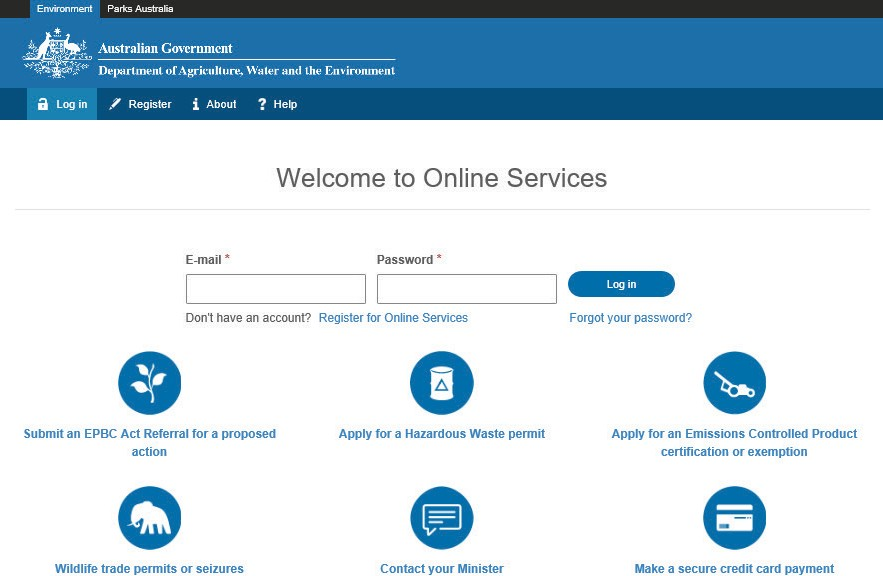 Environment Parks Australia
Australian Government
Department of Agriculture, Water and the Environment
Log in Register About Help
Welcome to Online Services
E-mail * Password *
Log in
Don't have an account? Register for Online Services Forgot your password?
Submit an EPBC Act Referral for a proposed
action
Apply for a Hazardous Waste permit
Apply for an Emissions Controlled Product
certification or exemption
Wildlife trade permits or seizures
Contact your Minister
Make a secure credit card payment